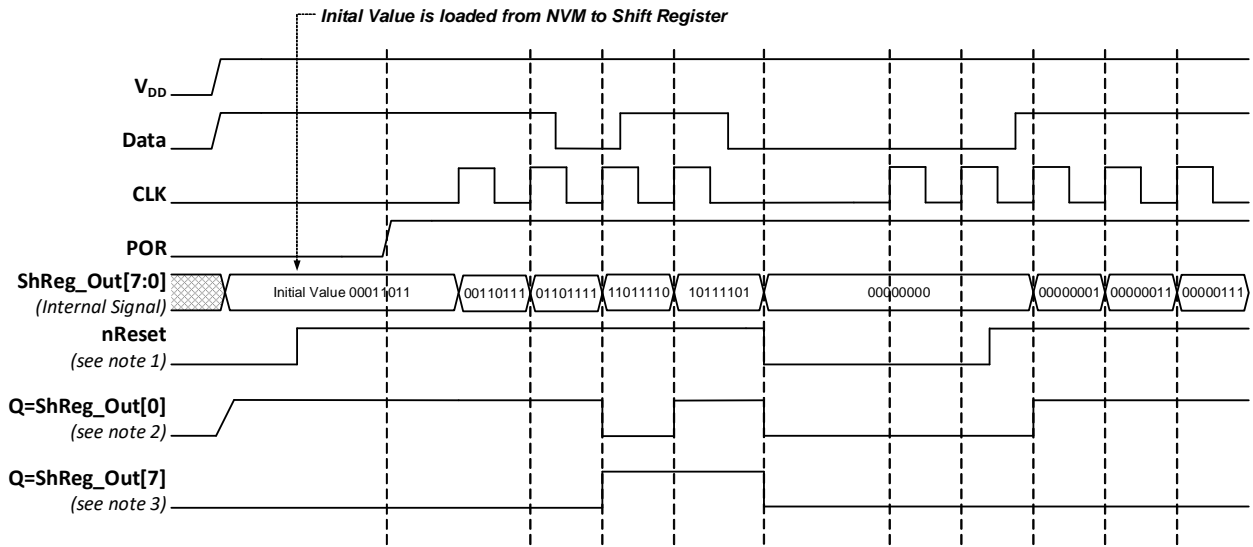 Inital Value is loaded from NVM to Shift Register
VDD
Data
CLK
POR
ShReg_Out[7:0]
(Internal Signal)
Initial Value 00011011
00110111
01101111
11011110
10111101
00000000
00000001
00000011
00000111
nReset
(see note 1)
Q=ShReg_Out[0]
(see note 2)
Q=ShReg_Out[7]
(see note 3)